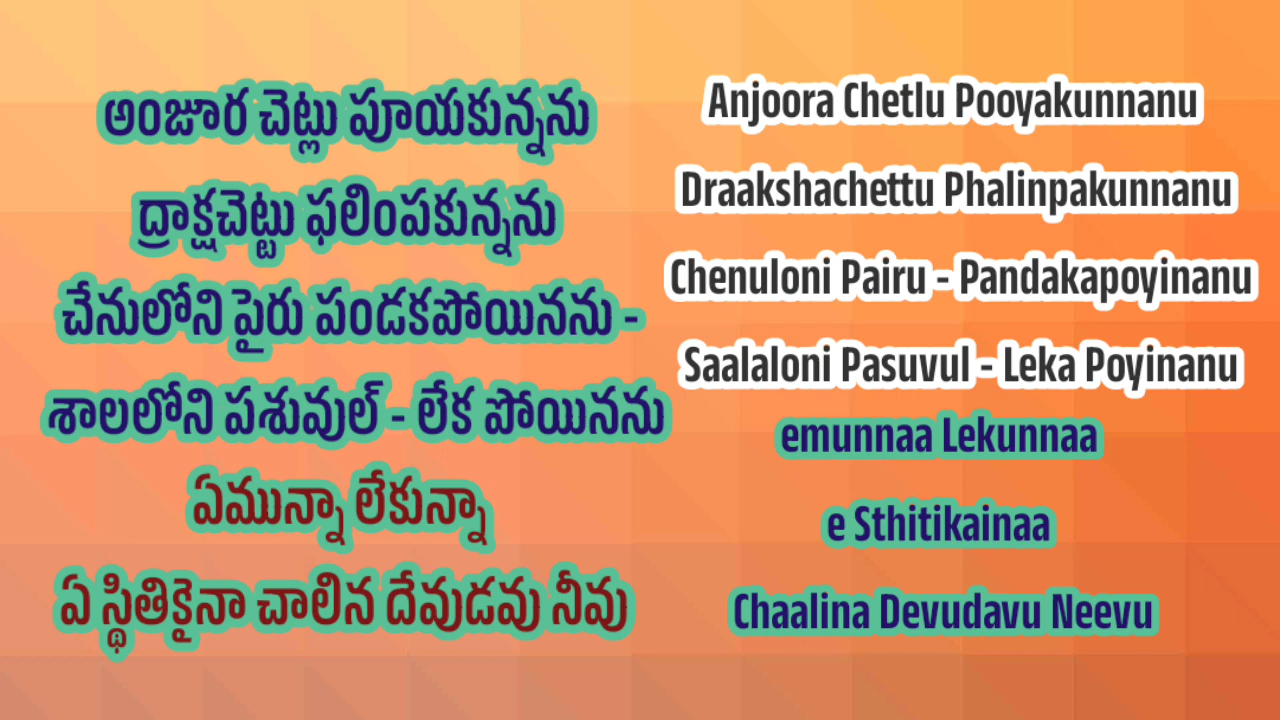 అంజూర చెట్లు పూయకున్నను
ద్రాక్షచెట్టు ఫలింపకున్నను
చేనులోని పైరు పండకపోయినను -
శాలలోని పశువుల్ - లేక పోయినను
ఏమున్నా లేకున్నా
ఏ స్థితికైనా చాలిన దేవుడవు నీవు
Anjoora Chetlu Pooyakunnanu
Draakshachettu Phalinpakunnanu
Chenuloni Pairu - Pandakapoyinanu
Saalaloni Pasuvul - Leka Poyinanu
emunnaa Lekunnaa
e Sthitikainaa
Chaalina Devudavu Neevu